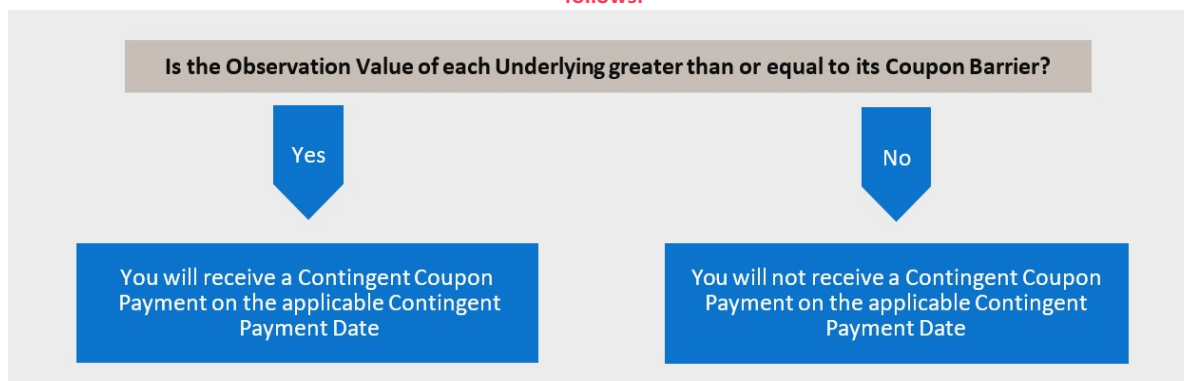 follows:
Is the Observation Value of each Underlying greater than or equal to its Coupon Barrier?
Yes
No
You will receive a Contingent Coupon
Payment on the applicable Contingent
Payment Date
You will not receive a Contingent Coupon
Payment on the applicable Contingent
Payment Date